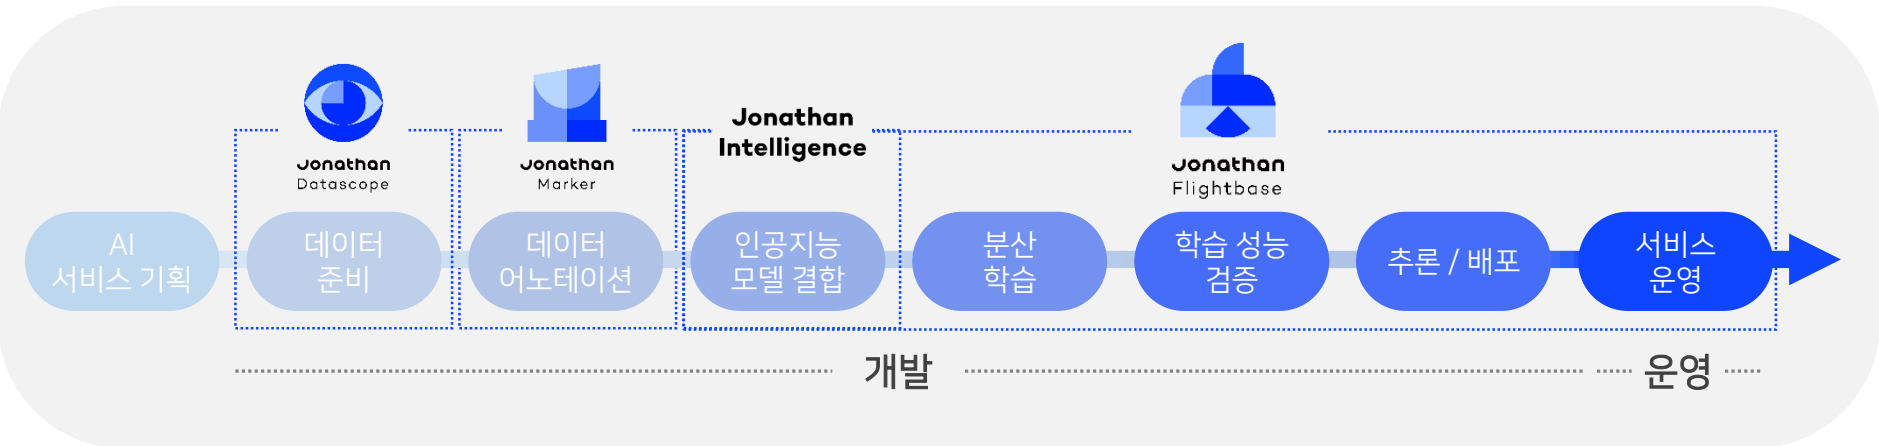 Jonathan
Datascope
Jonathan
Marker
Jonathan
Intelligence
Jonathan
Flightbase
AI
서비스 기획
데이터
준비
데이터
어노테이션
인공지능
모델 결합
분산
학습
학습 성능
검증
추론 / 배포
서비스
운영
개발
운영